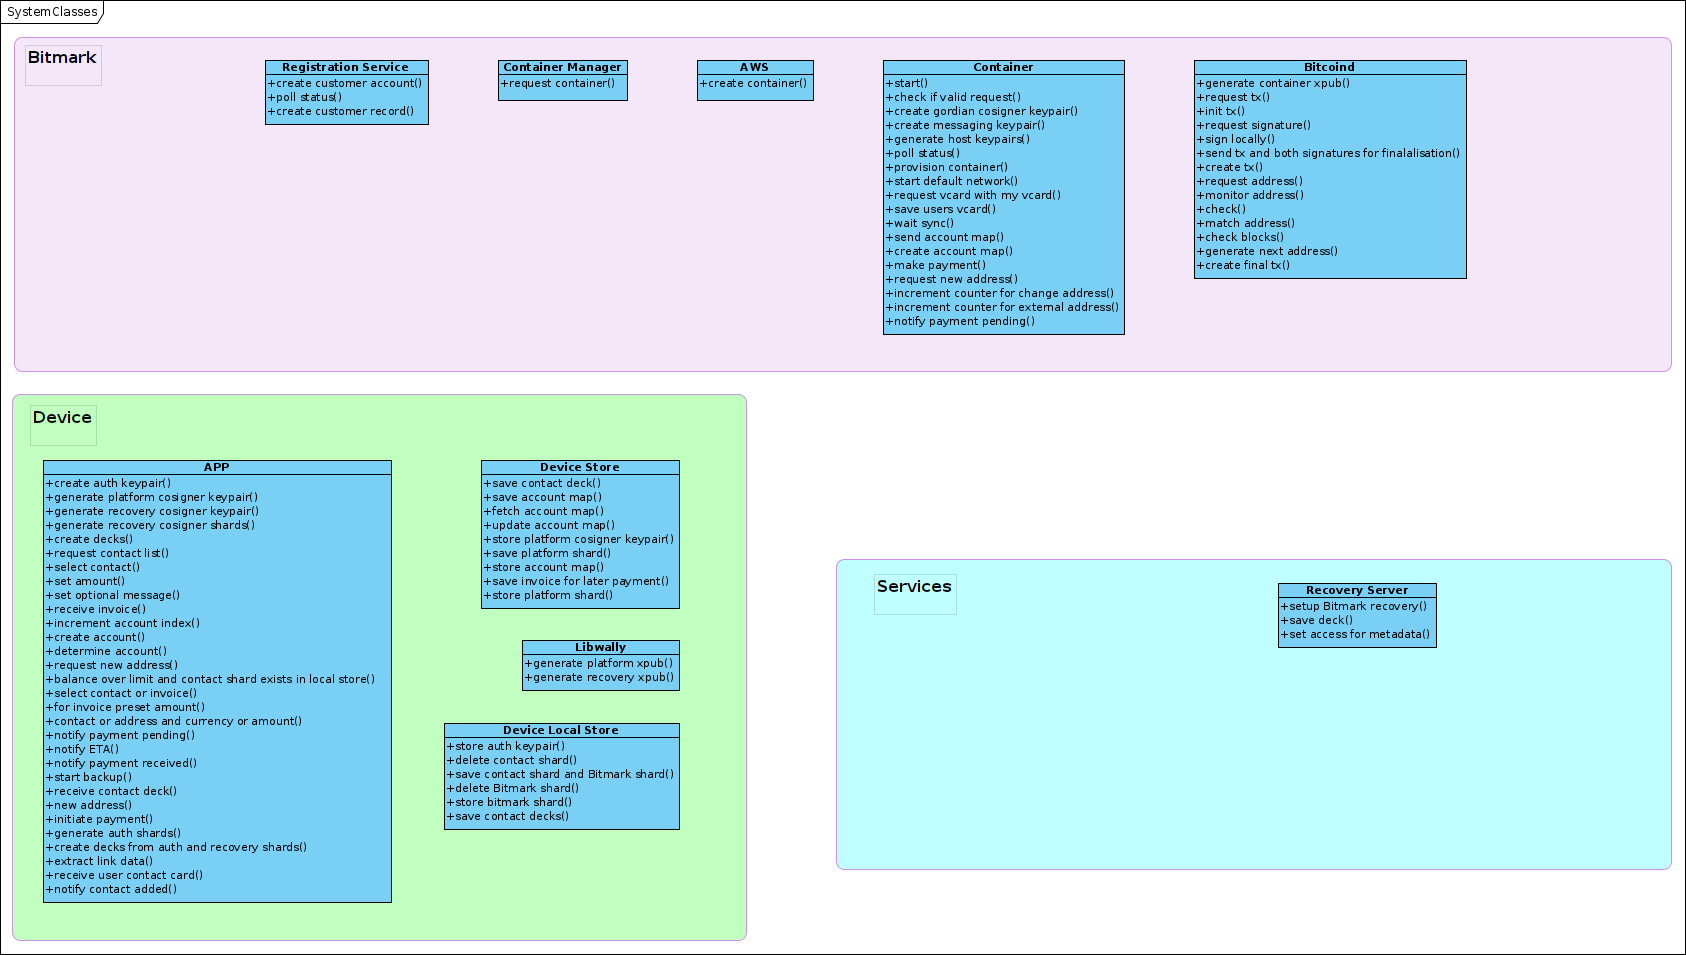 SystemClasses
Bitmark
Registration Service
+create customer account()
+poll status()
+create customer record()
Container Manager
+request container()
AWS
+create container()
Container
+start()
+check if valid request()
+create gordian cosigner keypair()
+create messaging keypair()
+generate host keypairs()
+poll status()
+provision container()
+start default network()
+request vcard with my vcard()
+save users vcard()
+wait sync()
+send account map()
+create account map()
+make payment()
+request new address()
+increment counter for change address()
+increment counter for external address()
+notify payment pending()
Bitcoind
+generate container xpub()
+request tx()
+init tx()
+request signature()
+sign locally()
+send tx and both signatures for finalalisation()
+create tx()
+request address()
+monitor address()
+check()
+match address()
+check blocks()
+generate next address()
+create final tx()
Device
APP
+create auth keypair()
+generate platform cosigner keypair()
+generate recovery cosigner keypair()
+generate recovery cosigner shards()
+create decks()
+request contact list()
+select contact()
+set amount()
+set optional message()
+receive invoice()
+increment account index()
+create account()
+determine account()
+request new address()
+balance over limit and contact shard exists in local store()
+select contact or invoice()
+for invoice preset amount()
+contact or address and currency or amount()
+notify payment pending()
+notify ETA()
+notify payment received()
+start backup()
+receive contact deck()
+new address()
+initiate payment()
+generate auth shards()
+create decks from auth and recovery shards()
+extract link data()
+receive user contact card()
+notify contact added()
Device Store
+save contact deck()
+save account map()
+fetch account map()
+update account map()
+store platform cosigner keypair()
+save platform shard()
+store account map()
+save invoice for later payment()
+store platform shard()
Libwally
+generate platform xpub()
+generate recovery xpub()
Device Local Store
+store auth keypair()
+delete contact shard()
+save contact shard and Bitmark shard()
+delete Bitmark shard()
+store bitmark shard()
+save contact decks()
Services
Recovery Server
+setup Bitmark recovery()
+save deck()
+set access for metadata()